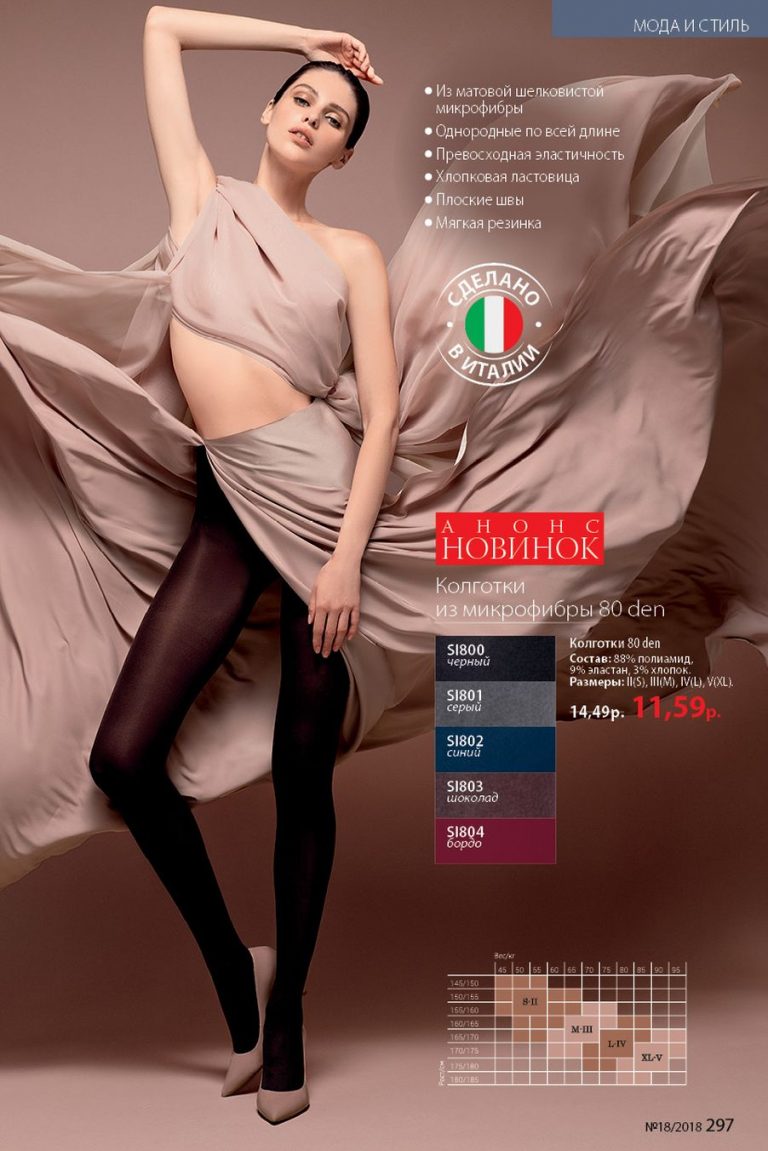 МОДА И СТИЛЬ
• Из матовой шелковистой
микрофибры
• Однородные по всей длине
• Превосходная эластичность
• Хлопковая ластовица
• Плоские швы
• Мягкая резинка
СДЕЛАНО
В ИТАЛИИ
АНОНС
НОВИНОК
Колготки
из микрофибры 80 den
SI800
черный
SI801
серый
SI802
синий
SI803
шоколад
SI804
бордо
Колготки 80 den
Состав: 88% полиамид,
9% эластан, 3% хлопок.
Размеры: II(S), III(M), IV(L), V(XL).
14,49р. 11,59р.
Вес/кг
45 50 55 60 65 70 75 80 85 90 95
145/150
150/155
155/160
160/165
165/170
170/175
175/180
180/185
Рост/см
S-II
M-III
L-IV
XL-V
№18/2018 297